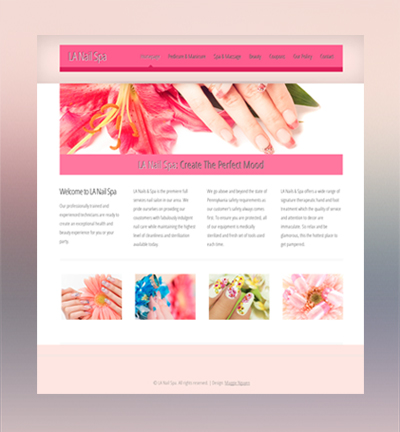 LA Nail Spa
Pedicure & Manicure Spa & Massage Beauty Our Policy Contact
LA Nail Spa: Create The Perfect Mood
Welcome to LA Nail Spa
Our professionally trained and
experienced technicians are ready to
create an exceptional health and
beauty experience for you or your
party.
LA Nail & Spa is the premiere full
services nail salon in our area. We
pride ourselves on providing our
coustomers with fabulously indulgent
nail care while maintaining the highest
level of cleanliness and sterilization
available today.
We go above and beyond the state of
Pennsylvania safety requirements as
our customer's safety always comes
first. To ensure you are protected, all
of our equipment is medically
sterilized and fresh set of tools used
each time.
LA Nail & Spa offers a wide range of
signature therapeutic hand and foot
treatment which the quality of service
and attention to detail are
immaculate. So relax and be
glamorous, this the hottest place to
get pampered.
© LA Nail Spa. All rights reserved. | Design: